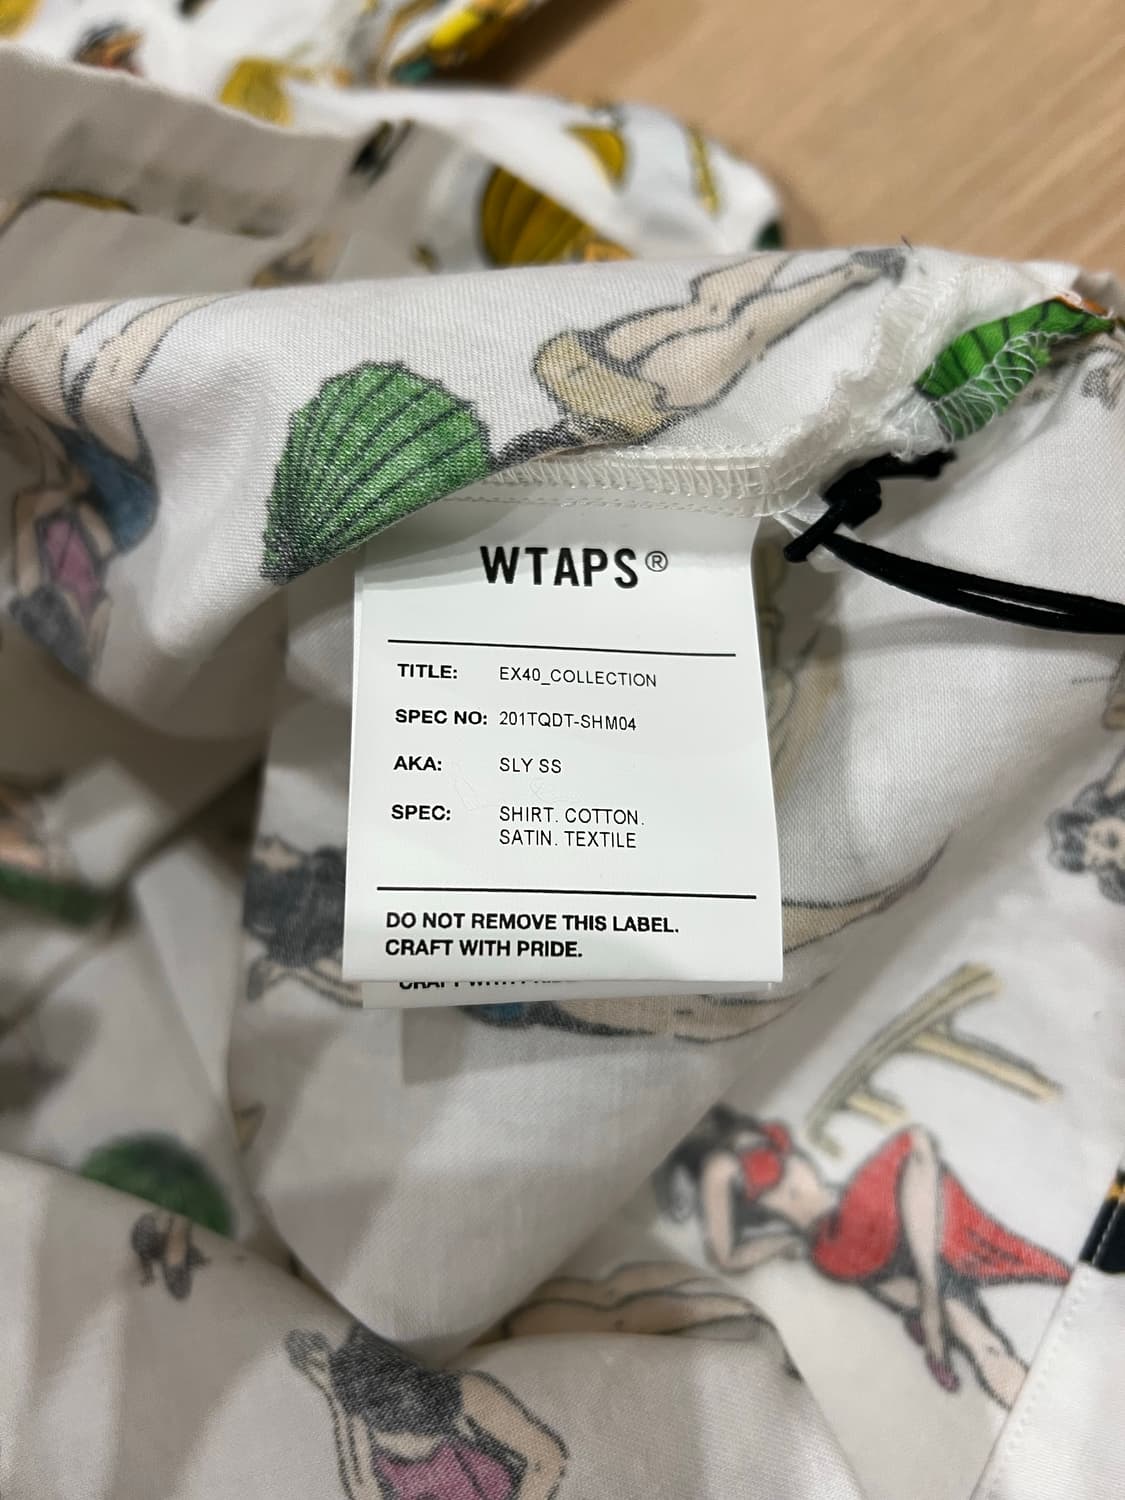 WTAPS®
TITLE: EX40_COLLECTION
SPEC NO: 201TQDT-SHM04
AKA: SLY SS
SPEC: SHIRT. COTTON.
SATIN. TEXTILE
DO NOT REMOVE THIS LABEL.
CRAFT WITH PRIDE.